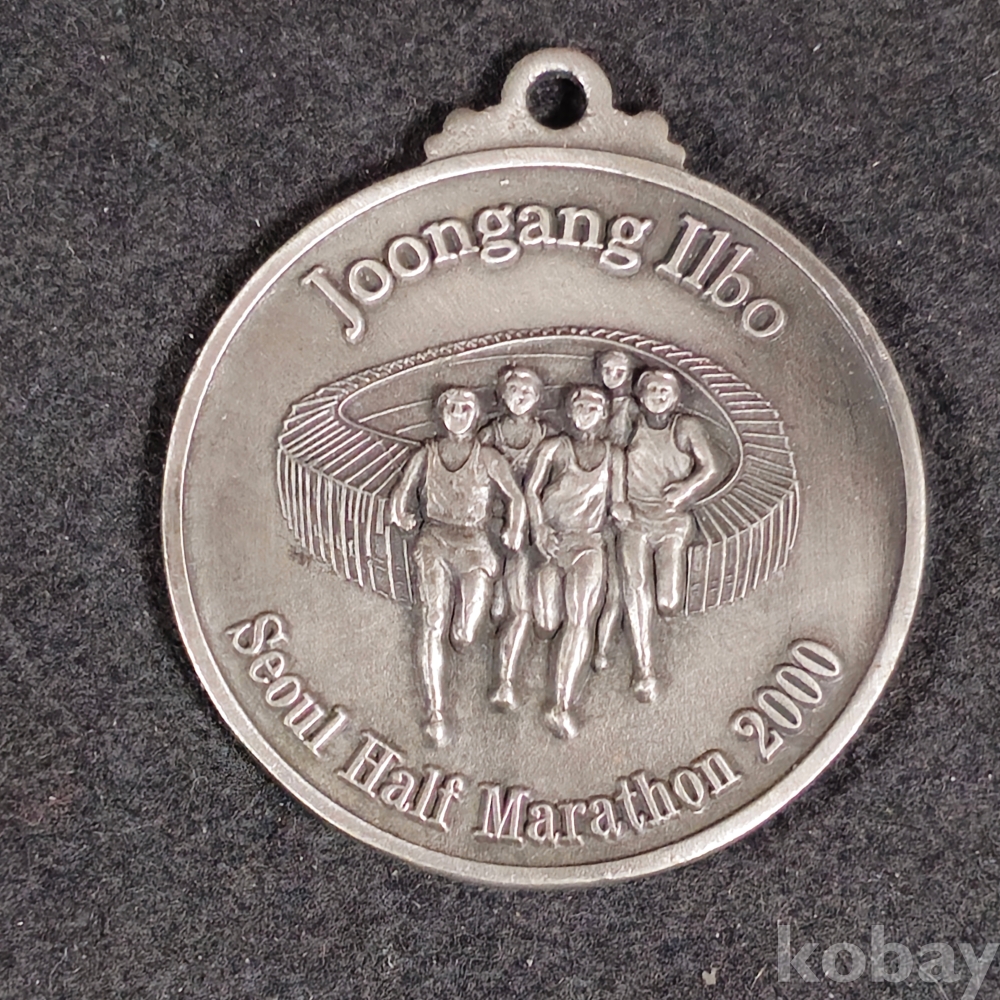 Joongang Ilbo
Seoul Half Marathon 2000
kobay